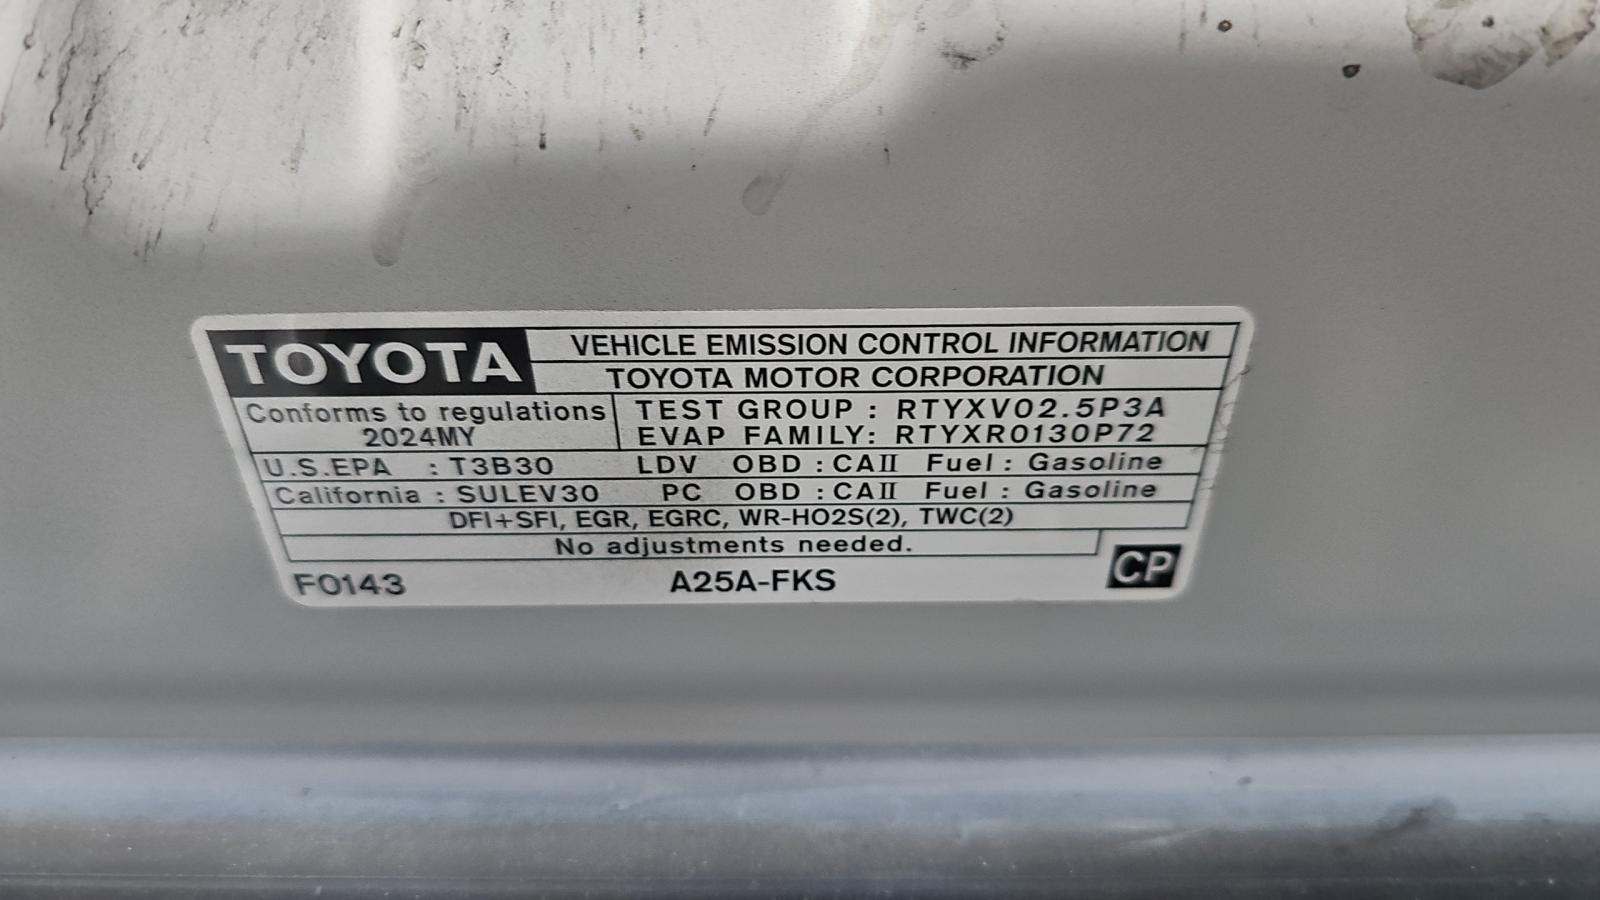 TOYOTA VEHICLE EMISSION CONTROL INFORMATION
TOYOTA MOTOR CORPORATION
Conforms to regulations
2024MY
TEST GROUP : RTYXV02.5P3A
EVAP FAMILY: RTYXR0130P72
U.S.EPA : T3B30 LDV OBD : CAII Fuel : Gasoline
California : SULEV30 PC OBD : CAII Fuel : Gasoline
DFI+SFI, EGR, EGRC, WR-HO2S(2), TWC(2)
No adjustments needed.
F0143 A25A-FKS CP